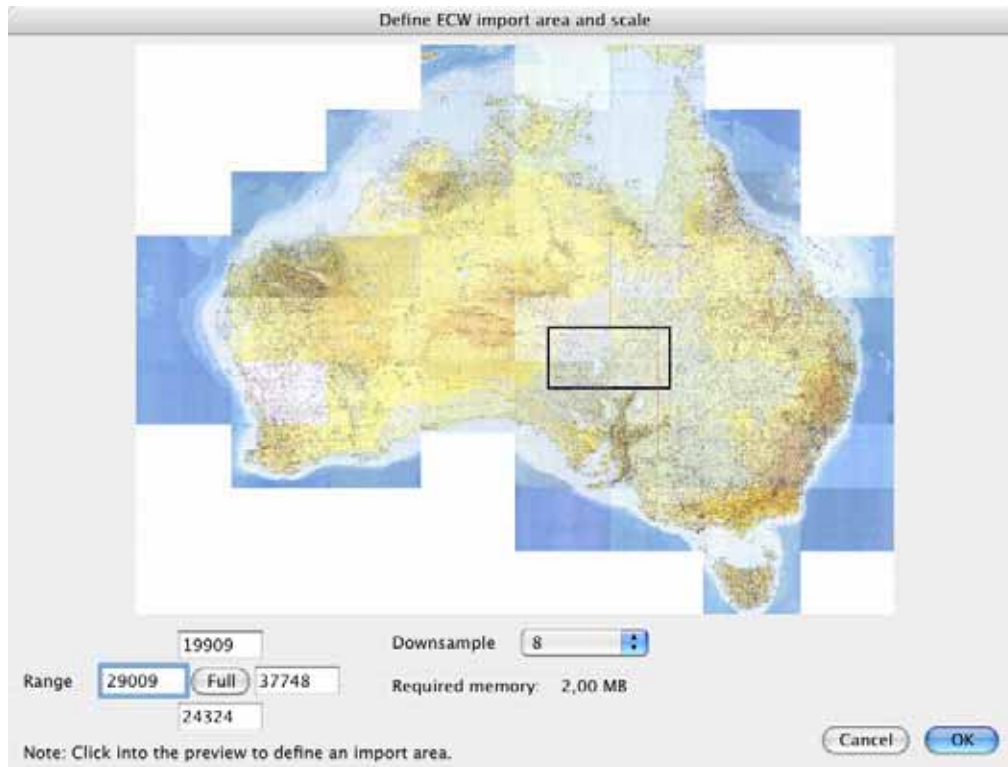 Define ECW import area and scale
19909
Downsample 8
Range 29009 Full 37748
Required memory: 2,00 MB
24324
Note: Click into the preview to define an import area.
Cancel OK